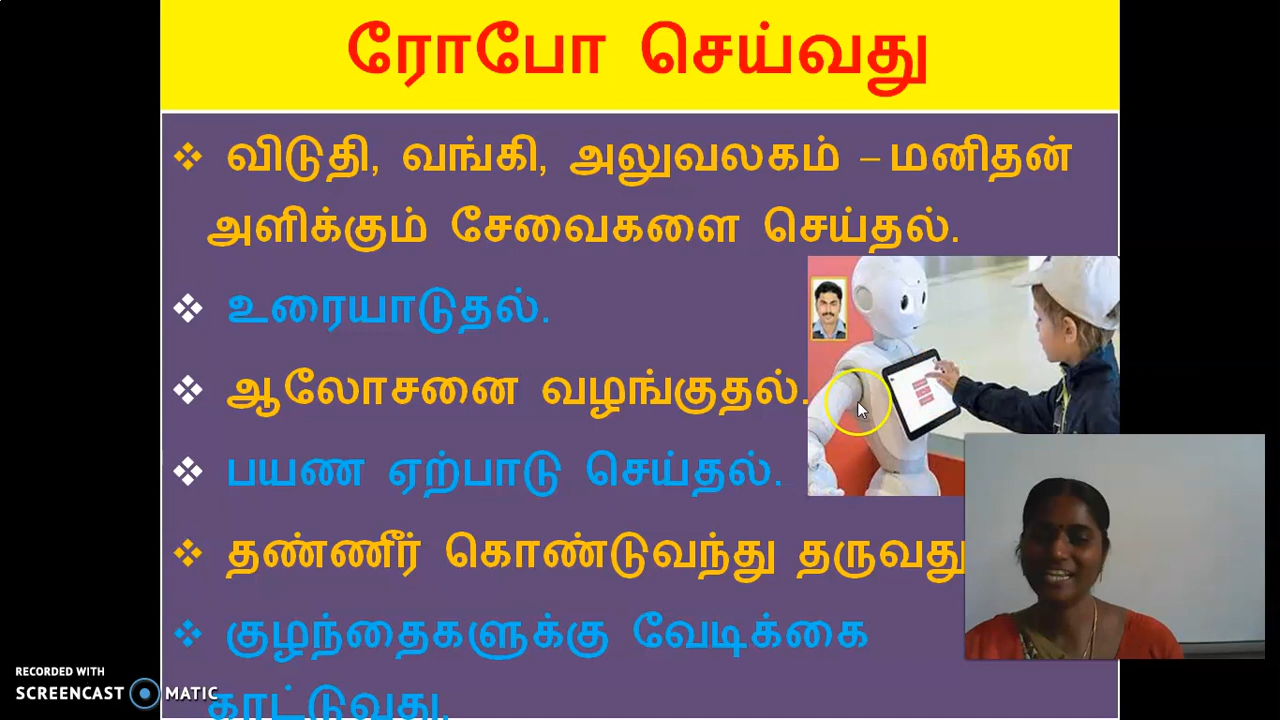 ரோபோ செய்வது
❖ விடுதி, வங்கி, அலுவலகம் – மனிதன்
அளிக்கும் சேவைகளை செய்தல்.
❖ உரையாடுதல்.
❖ ஆலோசனை வழங்குதல்.
❖ பயண ஏற்பாடு செய்தல்.
❖ தண்ணீர் கொண்டுவந்து தருவது
❖ குழந்தைகளுக்கு வேடிக்கை
காட்டுவது.
RECORDED WITH
SCREENCAST MATIC